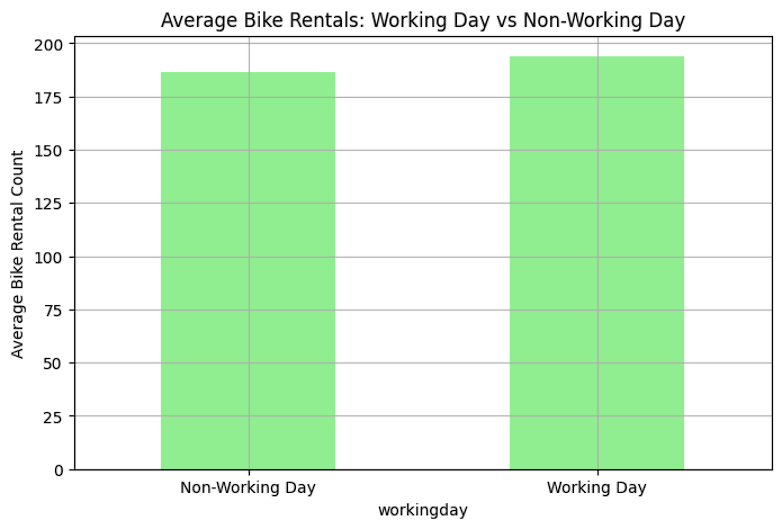 Average Bike Rentals: Working Day vs Non-Working Day
Average Bike Rental Count
200
175
150
125
100
75
50
25
0
Non-Working Day
Working Day
workingday